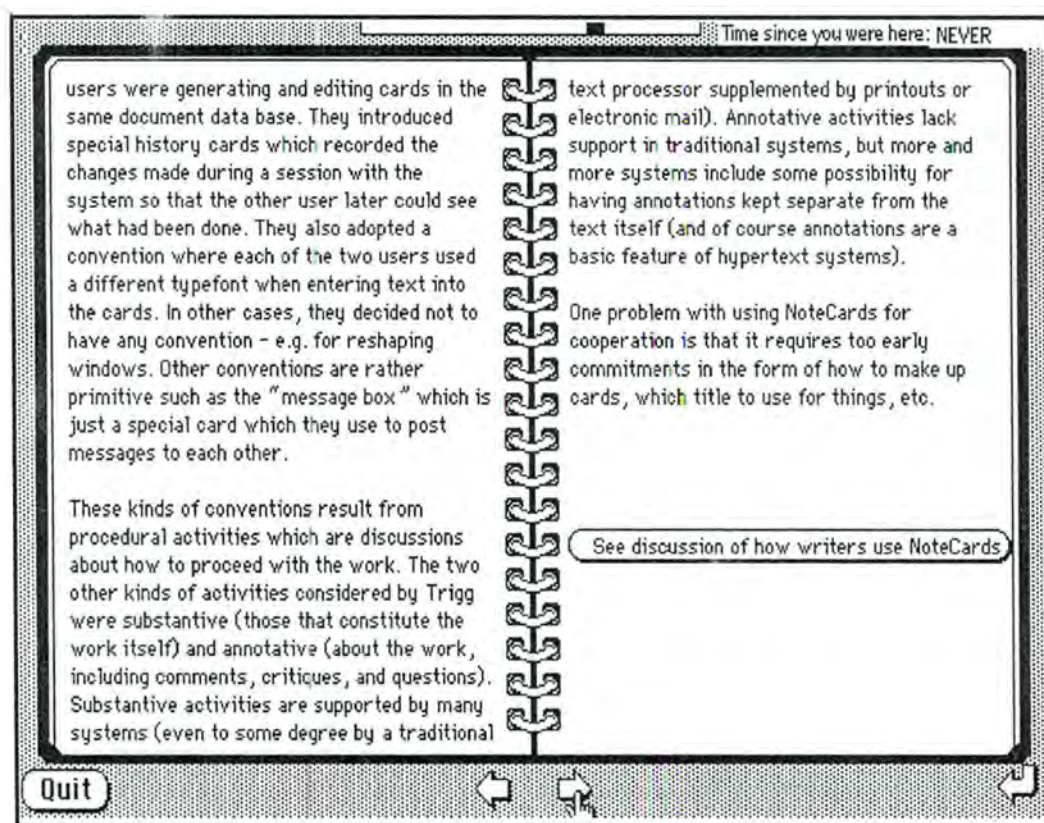 Time since you were here: NEVER
users were generating and editing cards in the
same document data base. They introduced
special history cards which recorded the
changes made during a session with the
system so that the other user later could see
what had been done. They also adopted a
convention where each of the two users used
a different typefont when entering text into
the cards. In other cases, they decided not to
have any convention - e.g. for reshaping
windows. Other conventions are rather
primitive such as the "message box" which is
just a special card which they use to post
messages to each other.
These kinds of conventions result from
procedural activities which are discussions
about how to proceed with the work. The two
other kinds of activities considered by Trigg
were substantive (those that constitute the
work itself) and annotative (about the work,
including comments, critiques, and questions).
Substantive activities are supported by many
systems (even to some degree by a traditional
text processor supplemented by printouts or
electronic mail). Annotative activities lack
support in traditional systems, but more and
more systems include some possibility for
having annotations kept separate from the
text itself (and of course annotations are a
basic feature of hypertext systems).
One problem with using NoteCards for
cooperation is that it requires too early
commitments in the form of how to make up
cards, which title to use for things, etc.
See discussion of how writers use NoteCards
Quit